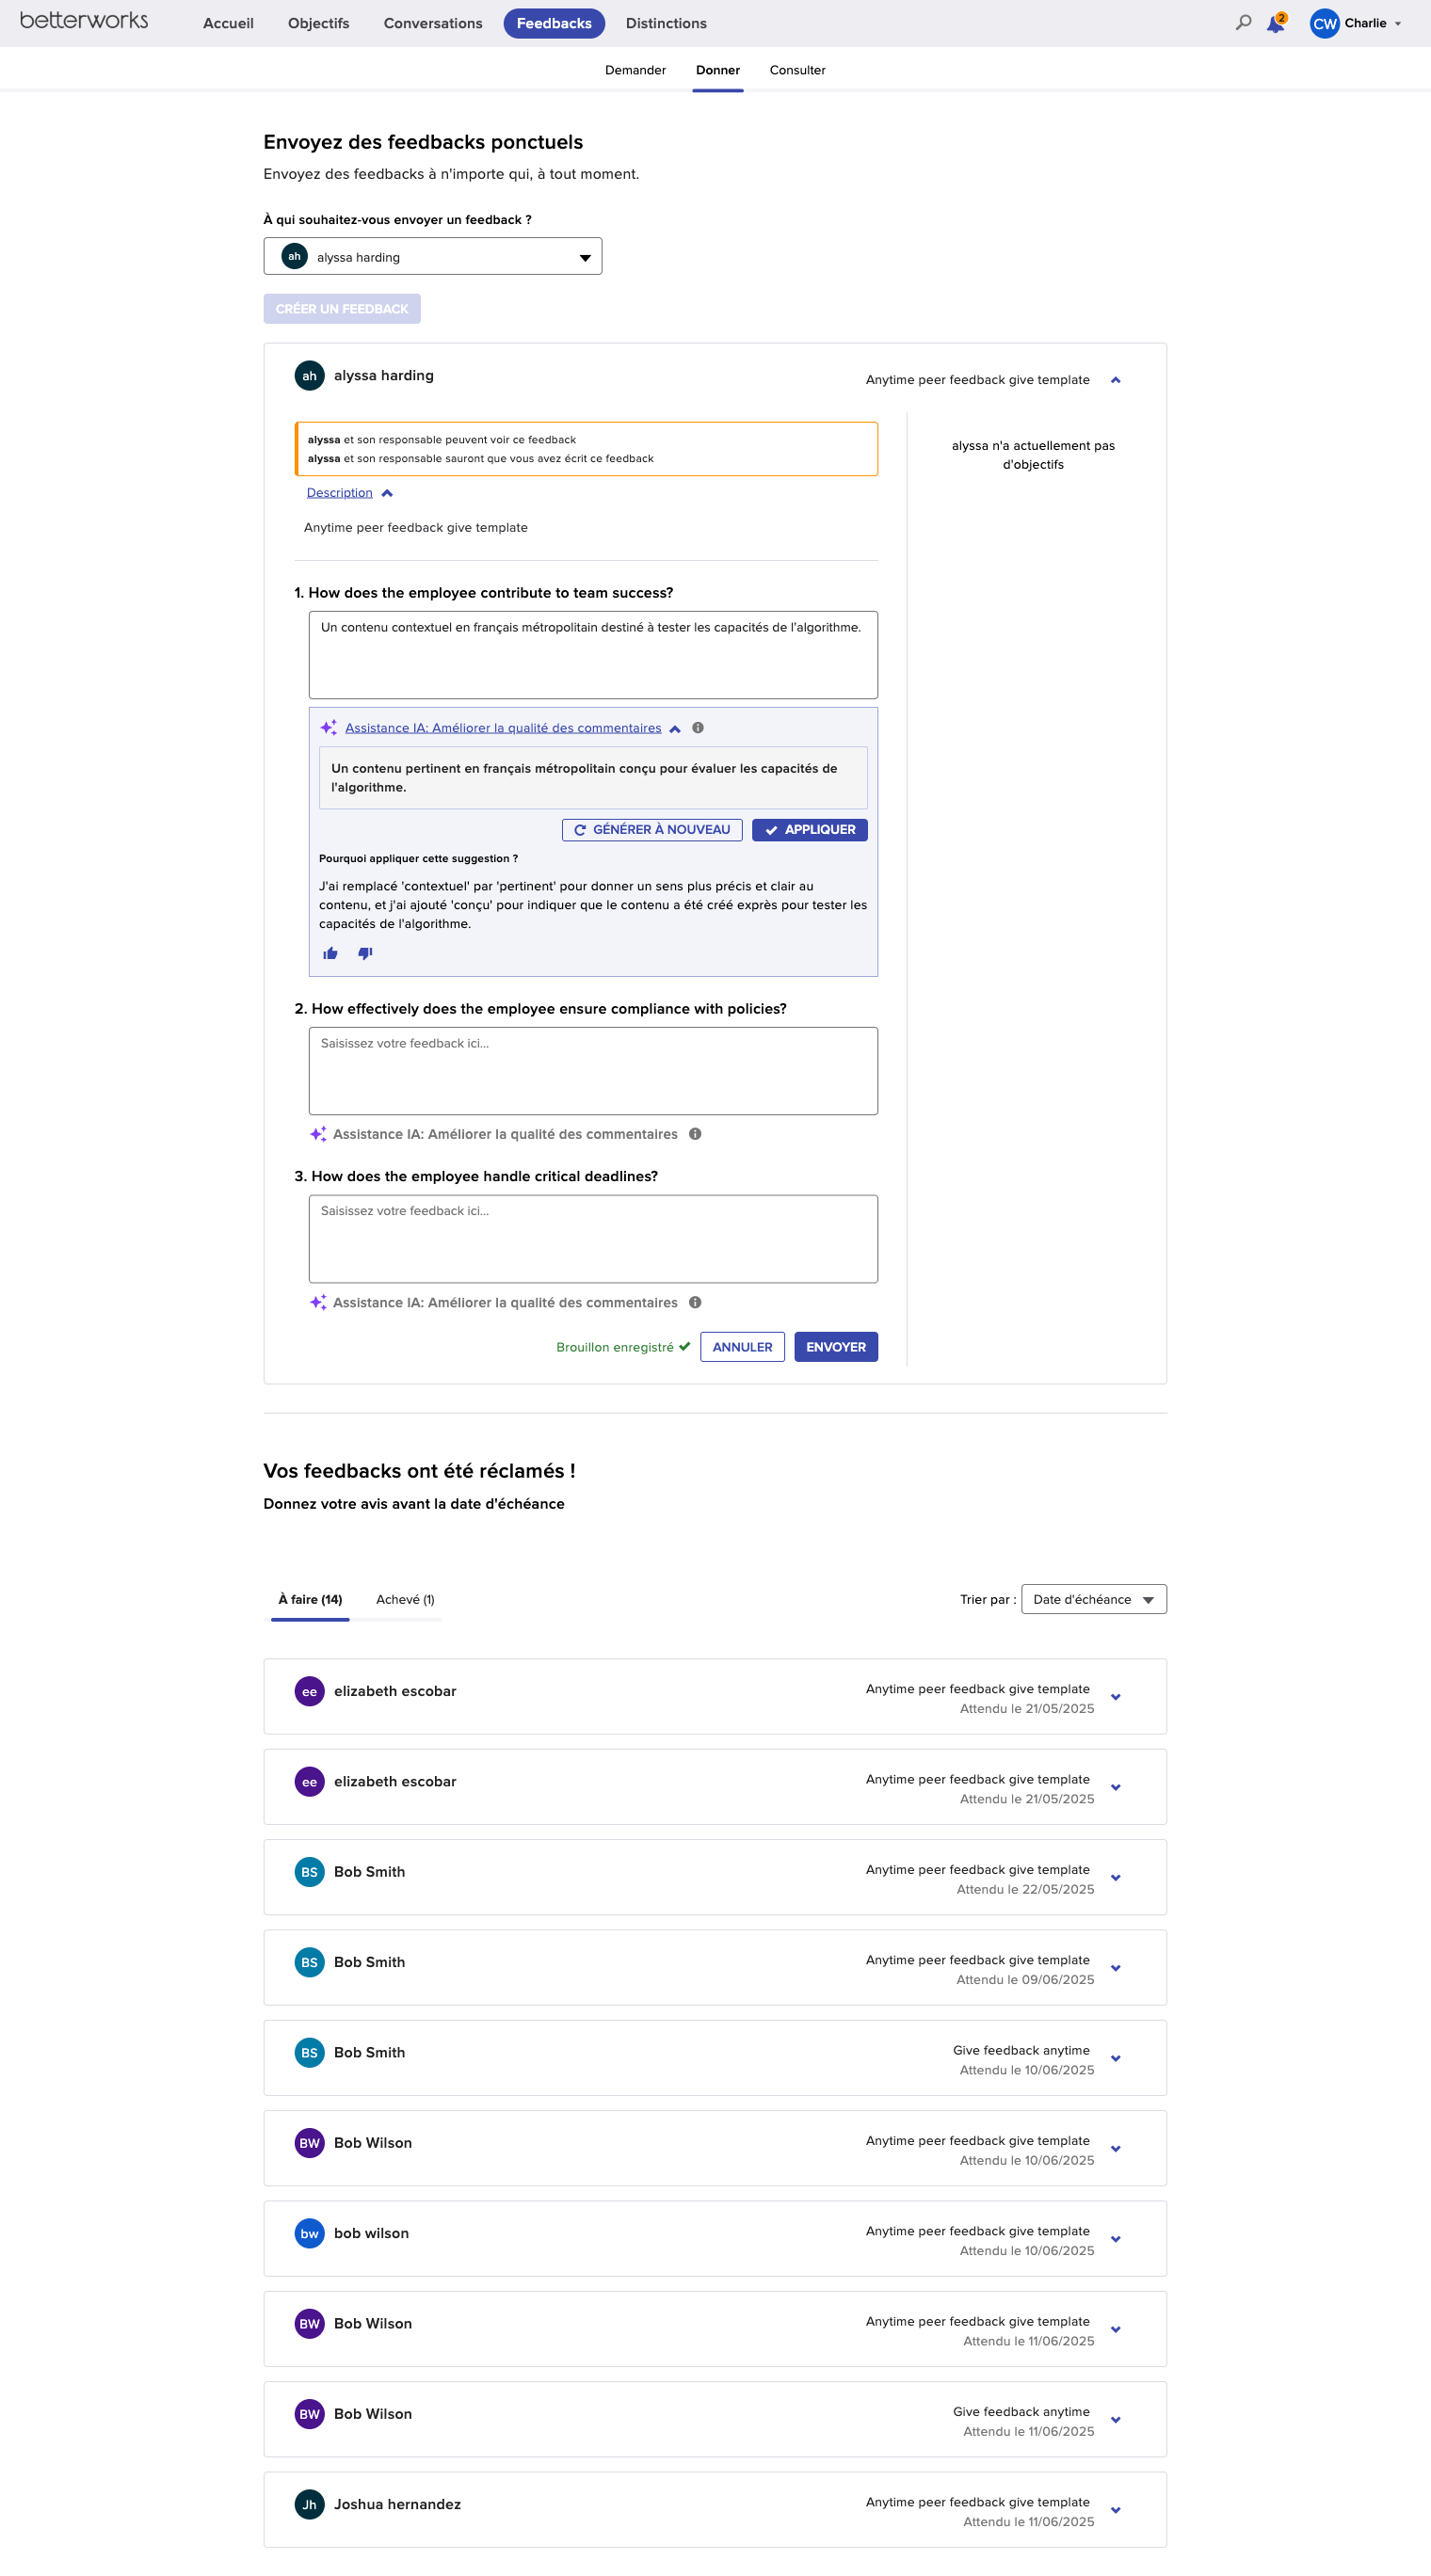 betterworks
Accueil
Objectifs
Conversations
Feedbacks
Distinctions
2
CW
Charlie
Demander
Donner
Consulter
Envoyez des feedbacks ponctuels
Envoyez des feedbacks à n'importe qui, à tout moment.
À qui souhaitez-vous envoyer un feedback ?
ah
alyssa harding
CRÉER UN FEEDBACK
ah
alyssa harding
Anytime peer feedback give template
alyssa et son responsable peuvent voir ce feedback
alyssa et son responsable sauront que vous avez écrit ce feedback
alyssa n'a actuellement pas
d'objectifs
Description
Anytime peer feedback give template
1. How does the employee contribute to team success?
Un contenu contextuel en français métropolitain destiné à tester les capacités de l'algorithme.
Assistance IA: Améliorer la qualité des commentaires
Un contenu pertinent en français métropolitain conçu pour évaluer les capacités de
l'algorithme.
GÉNÉRER À NOUVEAU
APPLIQUER
Pourquoi appliquer cette suggestion ?
J'ai remplacé 'contextuel' par 'pertinent' pour donner un sens plus précis et clair au
contenu, et j'ai ajouté 'conçu' pour indiquer que le contenu a été créé exprès pour tester les
capacités de l'algorithme.
2. How effectively does the employee ensure compliance with policies?
Saisissez votre feedback ici...
Assistance IA: Améliorer la qualité des commentaires
3. How does the employee handle critical deadlines?
Saisissez votre feedback ici...
Assistance IA: Améliorer la qualité des commentaires
Brouillon enregistré
ANNULER
ENVOYER
Vos feedbacks ont été réclamés !
Donnez votre avis avant la date d'échéance
À faire (14)
Achevé (1)
Trier par :
Date d'échéance
ee
elizabeth escobar
Anytime peer feedback give template
Attendu le 21/05/2025
ee
elizabeth escobar
Anytime peer feedback give template
Attendu le 21/05/2025
BS
Bob Smith
Anytime peer feedback give template
Attendu le 22/05/2025
BS
Bob Smith
Anytime peer feedback give template
Attendu le 09/06/2025
BS
Bob Smith
Give feedback anytime
Attendu le 10/06/2025
BW
Bob Wilson
Anytime peer feedback give template
Attendu le 10/06/2025
bw
bob wilson
Anytime peer feedback give template
Attendu le 10/06/2025
BW
Bob Wilson
Anytime peer feedback give template
Attendu le 11/06/2025
BW
Bob Wilson
Give feedback anytime
Attendu le 11/06/2025
Jh
Joshua hernandez
Anytime peer feedback give template
Attendu le 11/06/2025